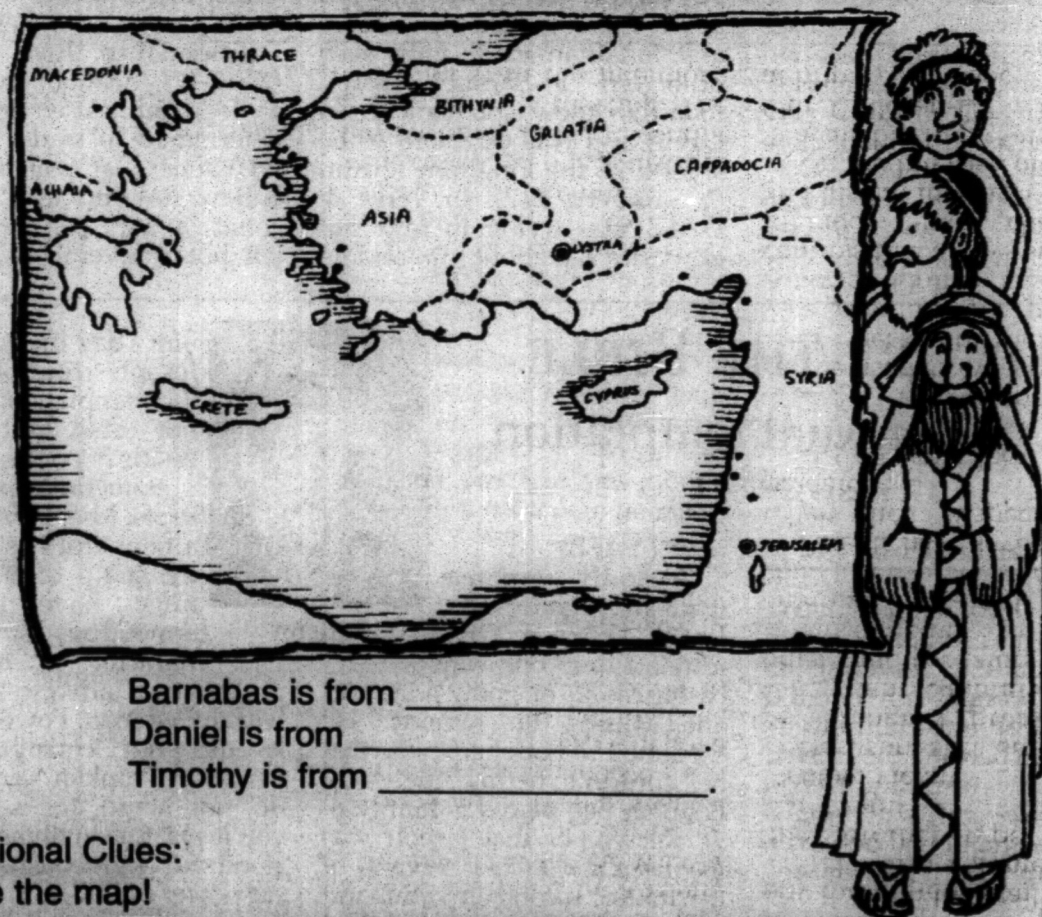 THRACE
MACEDONIA
BITHYNIA
GALATIA
CAPPADOCIA
ACHAIA
ASIA
LYSTRA
SYRIA
CRETE
CYPRUS
JERUSALEM
Barnabas is from ____________.
Daniel is from ____________.
Timothy is from ____________.
ional Clues:
e the map!